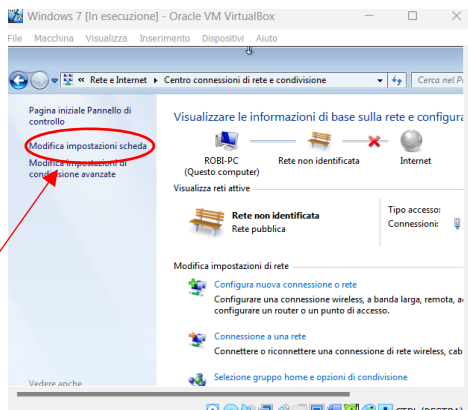 Windows 7 [In esecuzione] - Oracle VM VirtualBox
File Macchina Visualizza Inserimento Dispositivi Aiuto
« Rete e Internet Centro connessioni di rete e condivisione Cerca nel
Pagina iniziale Pannello di
controllo
Modifica impostazioni scheda
Modifica impostazioni di
condivisione avanzate
Visualizzare le informazioni di base sulla rete e configura
ROBI-PC
(Questo computer)
Rete non identificata
Internet
Visualizza reti attive
Rete non identificata
Rete pubblica
Tipo accesso:
Connessioni:
Modifica impostazioni di rete
Configura nuova connessione o rete
Configurare una connessione wireless, a banda larga, remota,
configurare un router o un punto di accesso.
Connessione a una rete
Connettere o riconnettere una connessione di rete wireless, cab
Selezione gruppo home e opzioni di condivisione
Vedere anche
CTRL (DESTRA)